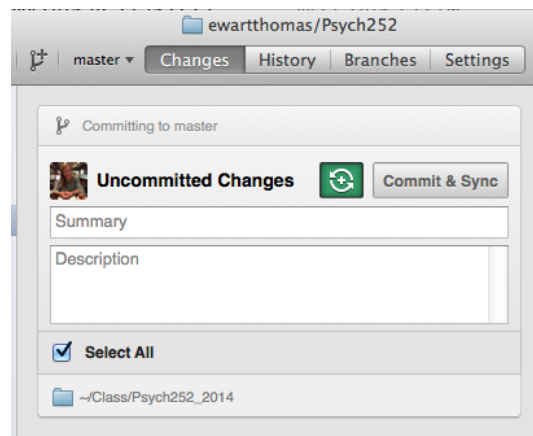 ewartthomas/Psych252
master ▾ Changes History Branches Settings
Committing to master
Uncommitted Changes Commit & Sync
Summary
Description
Select All
~/Class/Psych252_2014